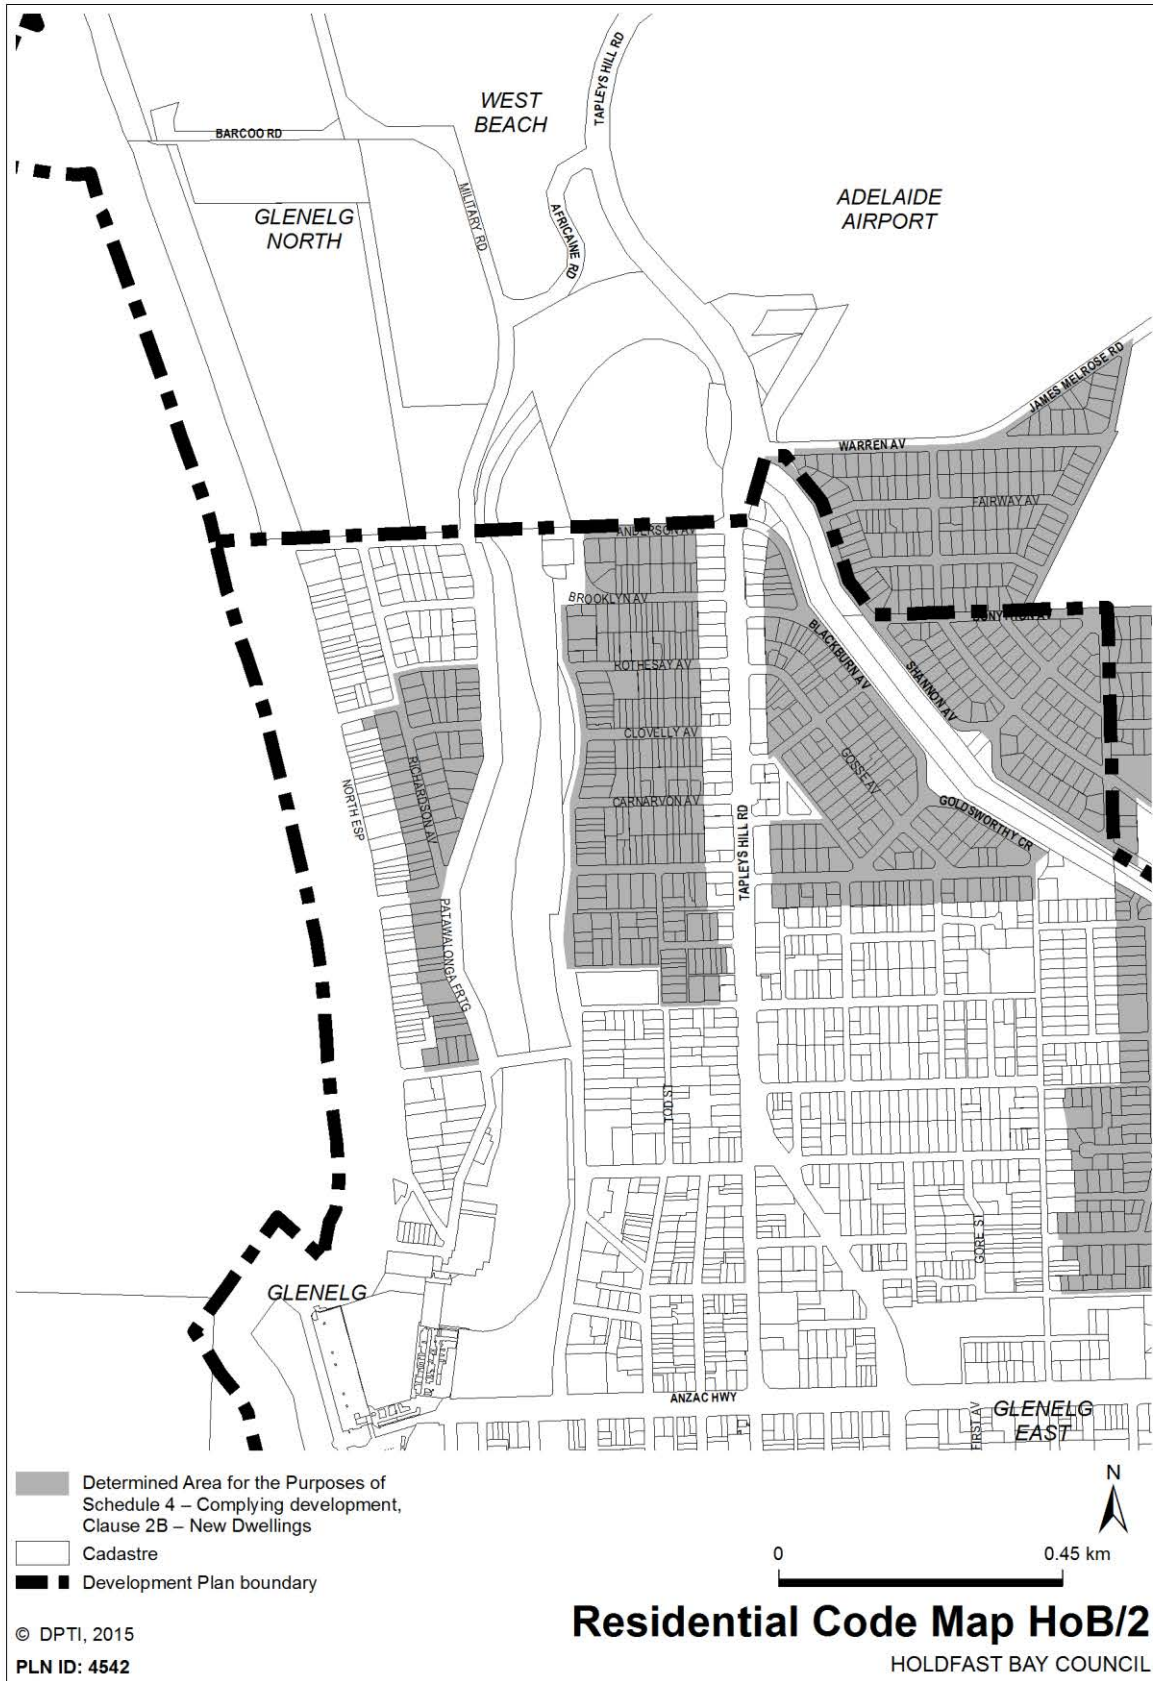 WEST
BEACH
TAPLEYS HILL RD
BARCOO RD
MILITARY RD
ADELAIDE
AIRPORT
GLENELG
NORTH
AFRICAINE RD
JAMES MELROSE RD
WARREN AV
FAIRWAY AV
ANDERSON AV
BROOKLYN AV
BLACKBURN AV
ROTHESAY AV
SHANNON AV
CLOVELLY AV
RICHARDSON AV
GOSSE AV
NORTH ESP
CARNARVON AV
GOLDSWORTHY CR
TAPLEYS HILL RD
PATAWALONGA FRTG
TOD ST
GORE ST
GLENELG
ANZAC HWY
FIRST AV
GLENELG
EAST
Determined Area for the Purposes of
Schedule 4 – Complying development,
Clause 2B – New Dwellings
Cadastre
Development Plan boundary
N
0 0.45 km
© DPTI, 2015
PLN ID: 4542
Residential Code Map HoB/2
HOLDFAST BAY COUNCIL